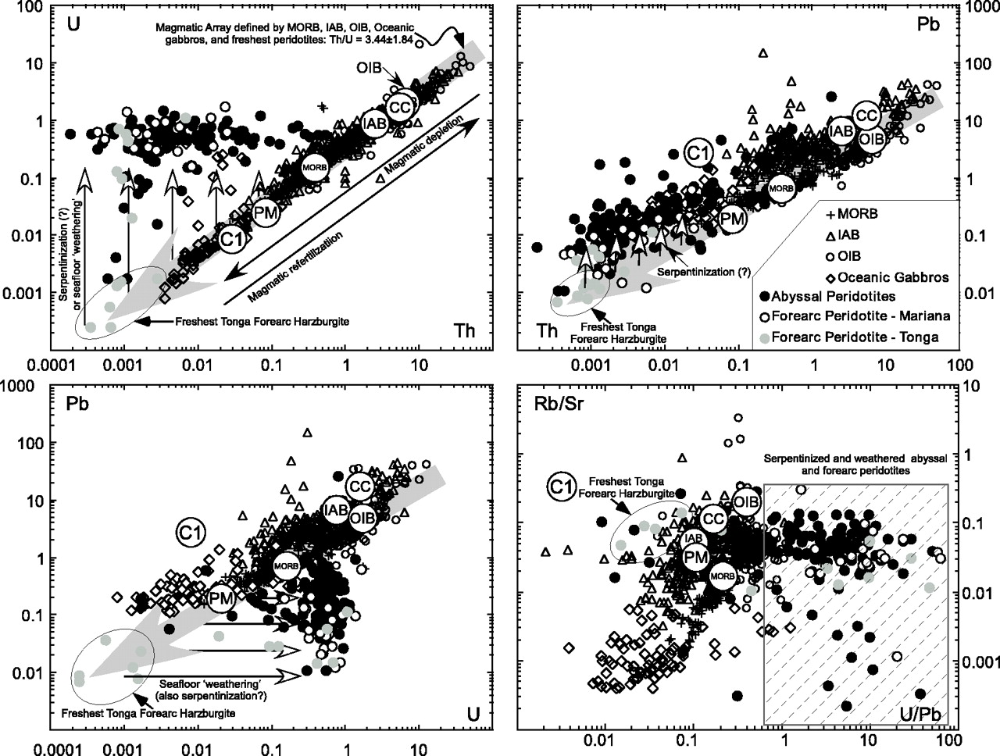 100
10
1
0.1
0.01
0.001
U
Magmatic Array defined by MORB, IAB, OIB, Oceanic
gabbros, and freshest peridotites: Th/U = 3.44±1.84
OIB
CC
IAB
MORB
PM
C1
Magmatic depletion
Magmatic refertilization
Serpentinization (?)
or seafloor 'weathering'
Freshest Tonga Forearc Harzburgite
Th
0.0001
0.001
0.01
0.1
1
10
Pb
1000
100
10
1
0.1
0.01
C1
CC
IAB
OIB
MORB
PM
Serpentinization (?)
Freshest Tonga
Forearc Harzburgite
Th
MORB
IAB
OIB
Oceanic Gabbros
Abyssal Peridotites
Forearc Peridotite - Mariana
Forearc Peridotite - Tonga
0.001
0.01
0.1
1
10
100
1000
100
10
1
0.1
0.01
Pb
C1
CC
IAB
OIB
MORB
PM
Seafloor 'weathering'
(also serpentinization?)
Freshest Tonga Forearc Harzburgite
U
0.0001
0.001
0.01
0.1
1
10
Rb/Sr
10
1
0.1
0.01
0.001
Serpentinized and weathered abyssal
and forearc peridotites
C1
Freshest Tonga
Forearc Harzburgite
OIB
CC
IAB
PM
MORB
U/Pb
0.01
0.1
1
10
100